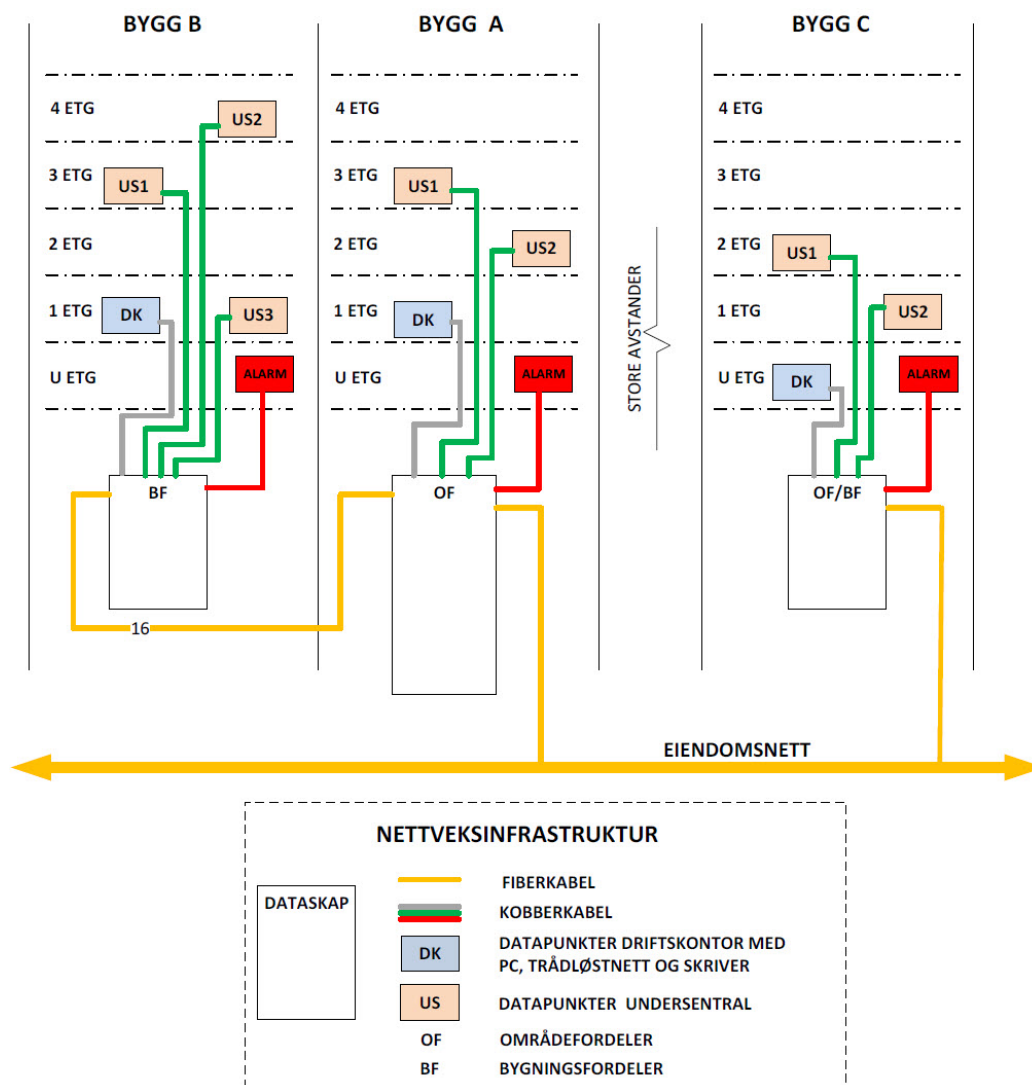 BYGG B
BYGG A
BYGG C
4 ETG
US2
4 ETG
4 ETG
3 ETG
US1
3 ETG
US1
3 ETG
2 ETG
2 ETG
US2
2 ETG
US1
1 ETG
DK
US3
1 ETG
DK
1 ETG
US2
U ETG
ALARM
U ETG
ALARM
U ETG
DK
ALARM
STORE AVSTANDER
BF
OF
OF/BF
16
EIENDOMSNETT
NETTVEKSINFRASTRUKTUR
DATASKAP
FIBERKABEL
KOBBERKABEL
DK
DATAPUNKTER DRIFTSKONTOR MED
PC, TRÅDLØSTNETT OG SKRIVER
US
DATAPUNKTER UNDERSENTRAL
OF
OMRÅDEFORDELER
BF
BYGNINGSFORDELER